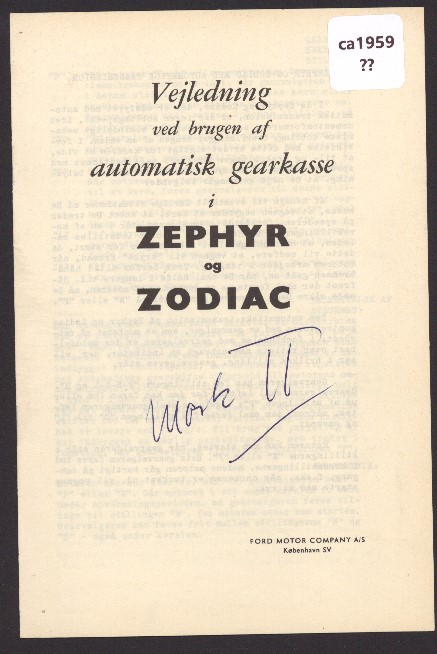 ca1959
??
Vejledning
ved brugen af
automatisk gearkasse
i
ZEPHYR
og
ZODIAC
Mark II
FORD MOTOR COMPANY A/S
København SV